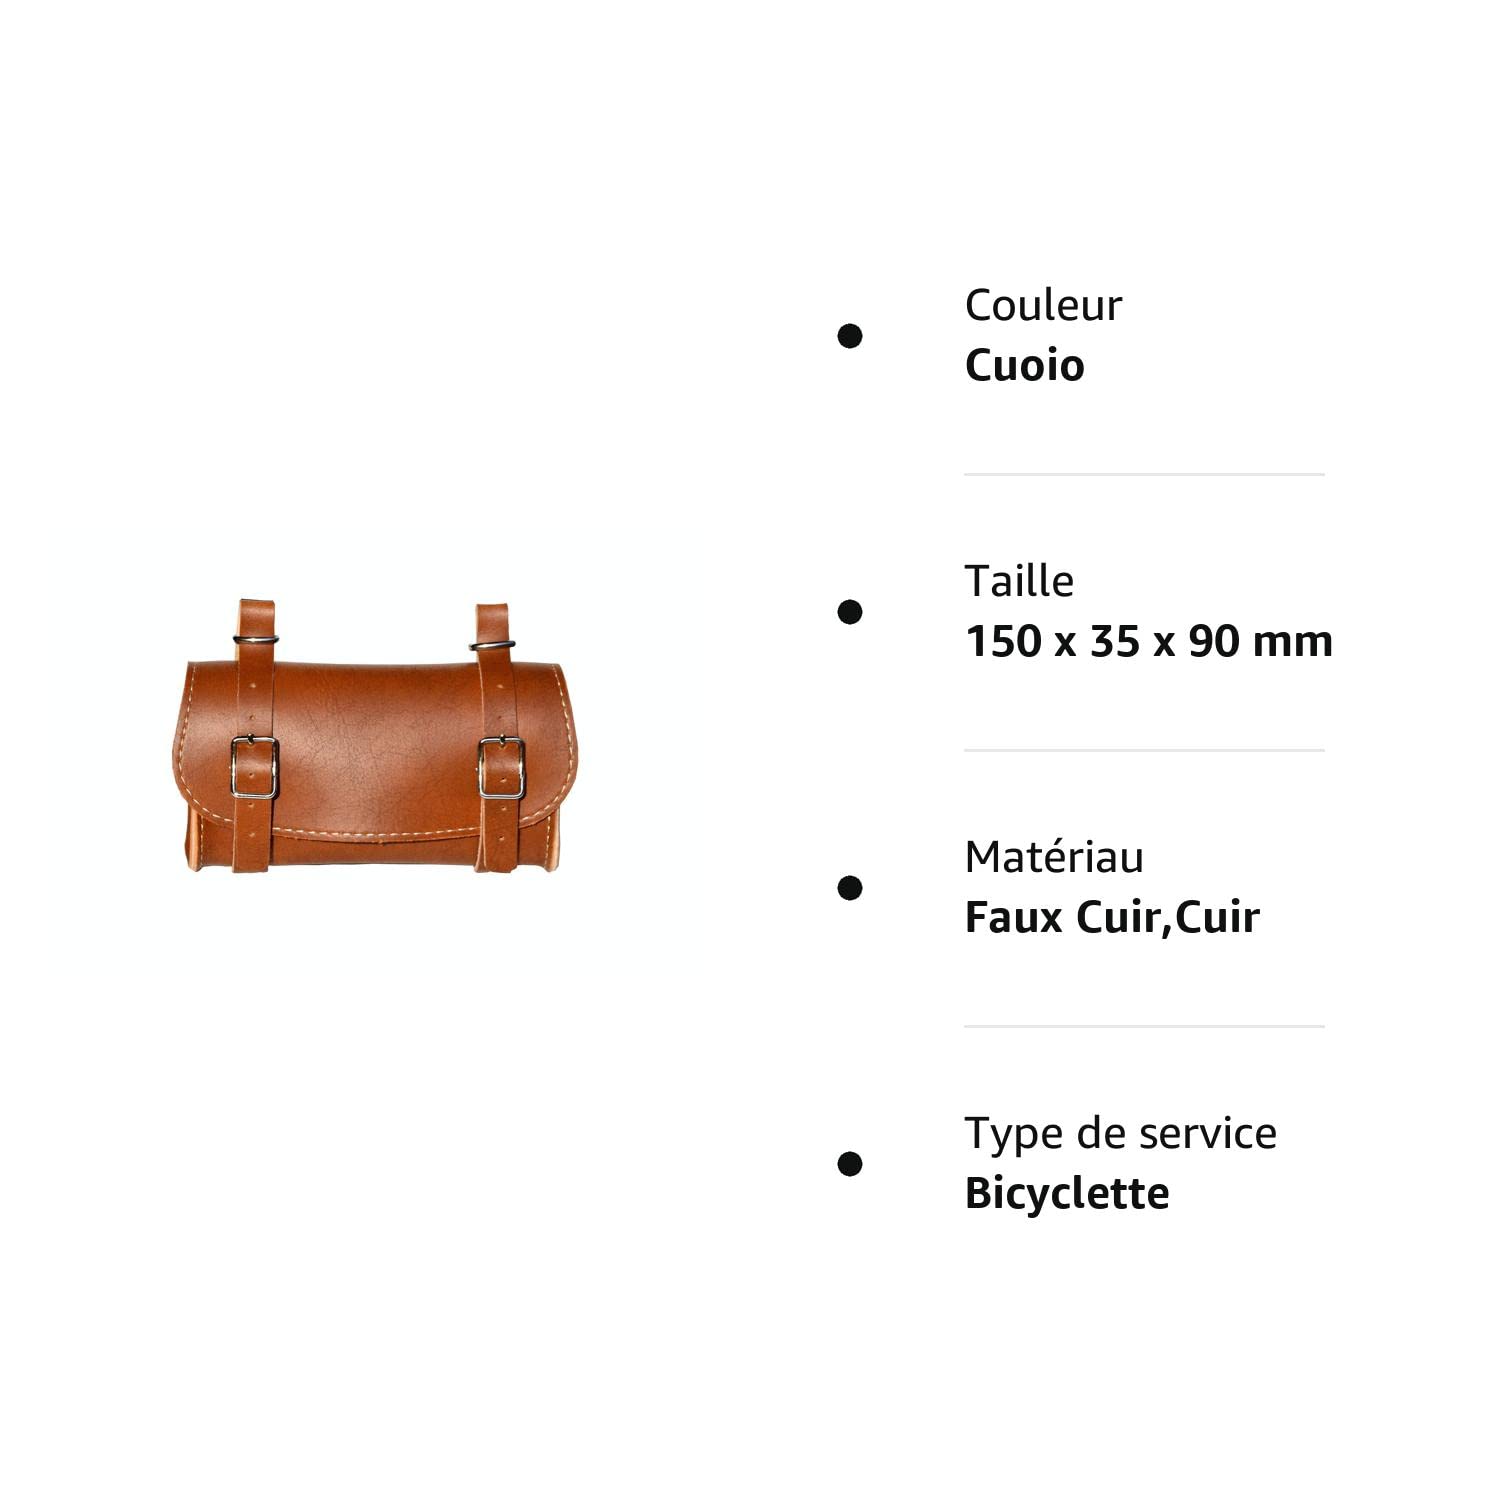 Couleur
Cuoio
Taille
150 x 35 x 90 mm
Matériau
Faux Cuir,Cuir
Type de service
Bicyclette